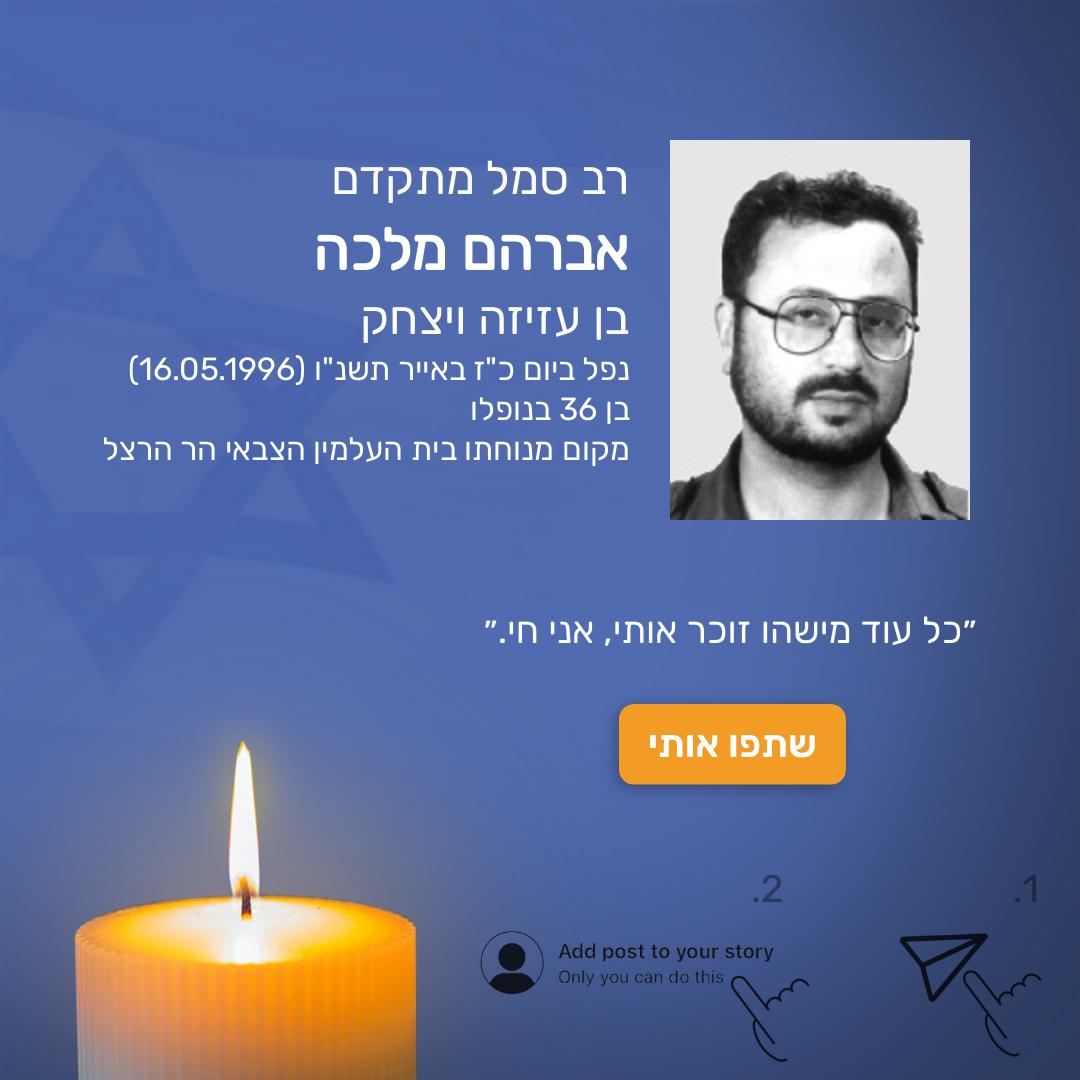 רב סמל מתקדם
אברהם מלכה
בן עזיזה ויצחק
נפל ביום כ"ז באייר תשנ"ו (16.05.1996)
בן 36 בנופלו
מקום מנוחתו בית העלמין הצבאי הר הרצל
״כל עוד מישהו זוכר אותי, אני חי.״
שתפו אותי
1.
2.
Add post to your story
Only you can do this